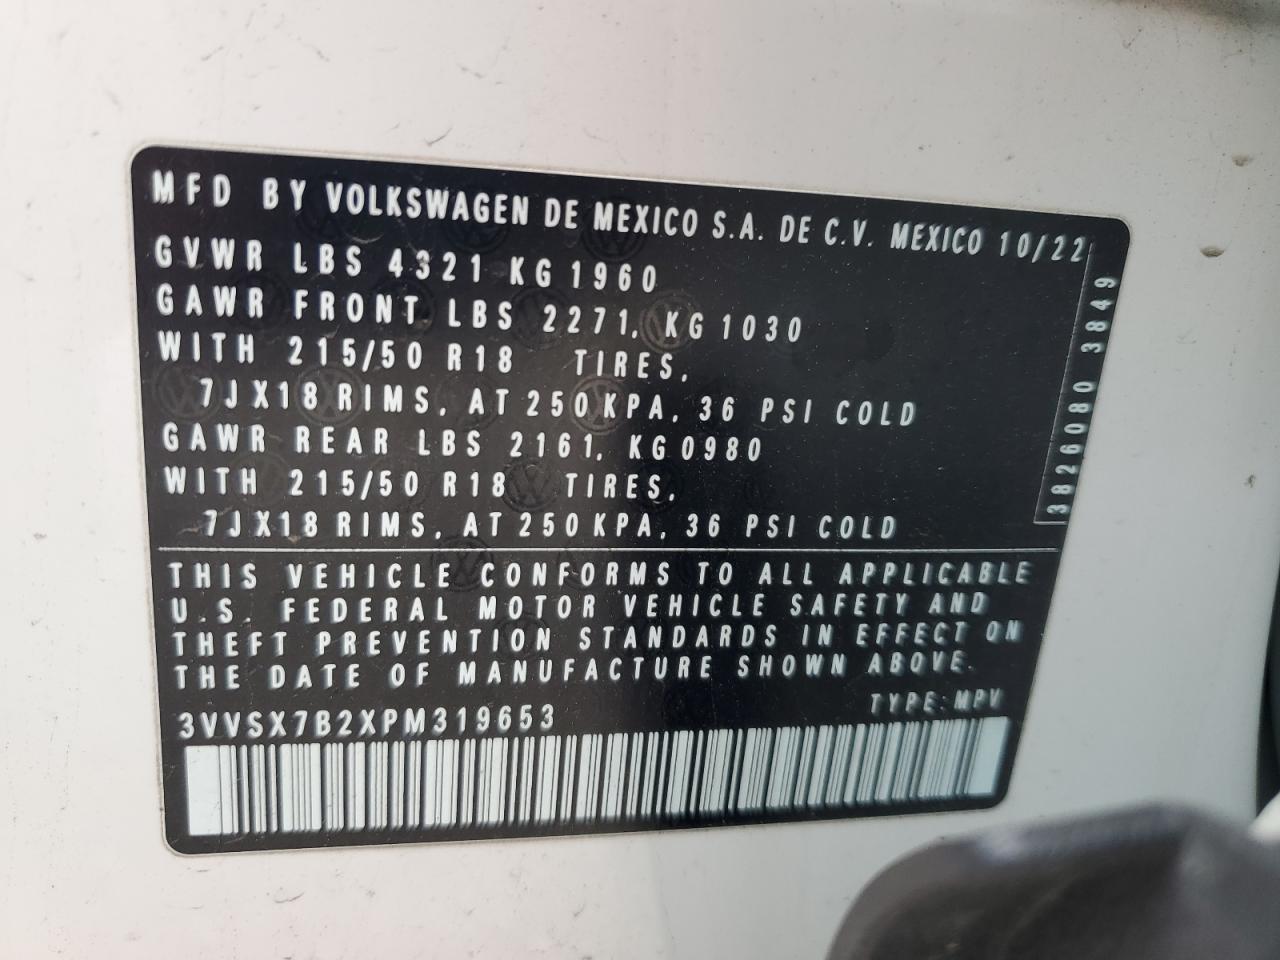 MFD BY VOLKSWAGEN DE MEXICO S.A. DE C.V. MEXICO 10/22
GVWR LBS 4321 KG 1960
GAWR FRONT LBS 2271, KG 1030
WITH 215/50 R18 TIRES,
7JX18 RIMS, AT 250 KPA, 36 PSI COLD
GAWR REAR LBS 2161, KG 0980
WITH 215/50 R18 TIRES,
7JX18 RIMS, AT 250 KPA, 36 PSI COLD
3826080 3849
THIS VEHICLE CONFORMS TO ALL APPLICABLE
U.S. FEDERAL MOTOR VEHICLE SAFETY AND
THEFT PREVENTION STANDARDS IN EFFECT ON
THE DATE OF MANUFACTURE SHOWN ABOVE.
TYPE: MPV
3VVSX7B2XPM319653